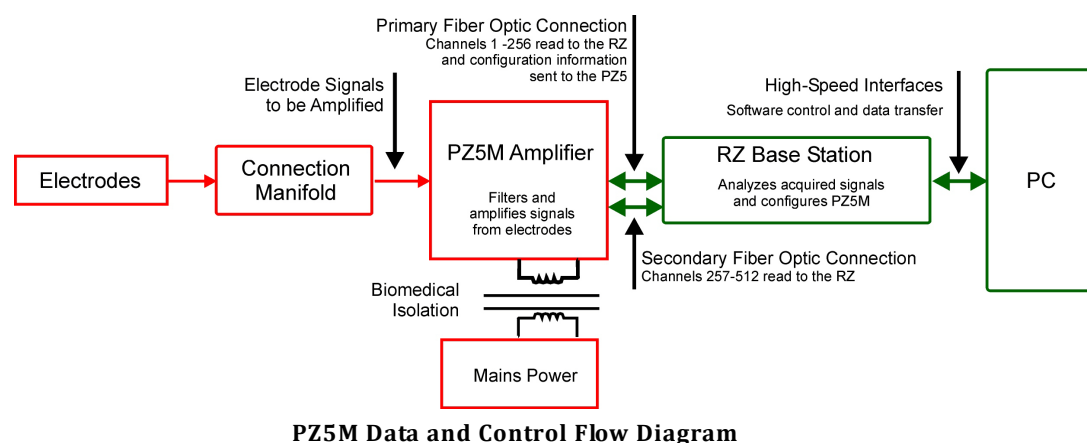 Primary Fiber Optic Connection
Channels 1 -256 read to the RZ
and configuration information
sent to the PZ5
Electrode Signals
to be Amplified
High-Speed Interfaces
Software control and data transfer
Electrodes
Connection
Manifold
PZ5M Amplifier
Filters and
amplifies signals
from electrodes
RZ Base Station
Analyzes acquired signals
and configures PZ5M
PC
Secondary Fiber Optic Connection
Channels 257-512 read to the RZ
Biomedical
Isolation
Mains Power
PZ5M Data and Control Flow Diagram